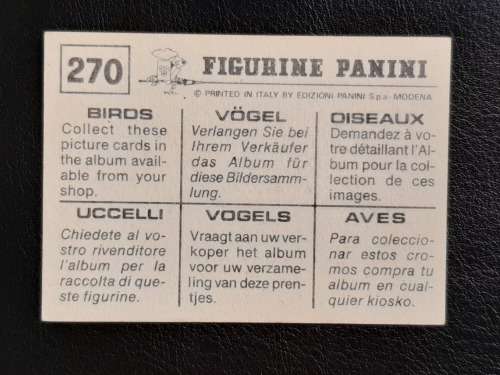 270
FIGURINE PANINI
© PRINTED IN ITALY BY EDIZIONI PANINI S.p.a - MODENA
BIRDS
Collect these
picture cards in
the album avail-
able from your
shop.
VÖGEL
Verlangen Sie bei
Ihrem Verkäufer
das Album für
diese Bildersamm-
lung.
OISEAUX
Demandez à vo-
tre détaillant l'Al-
bum pour la col-
lection de ces
images.
UCCELLI
Chiedete al vo-
stro rivenditore
l'album per la
raccolta di que-
ste figurine.
VOGELS
Vraagt aan uw ver-
koper het album
voor uw verzame-
ling van deze pren-
tjes.
AVES
Para coleccio-
nar estos cro-
mos compra tu
album en cual-
quier kiosko.